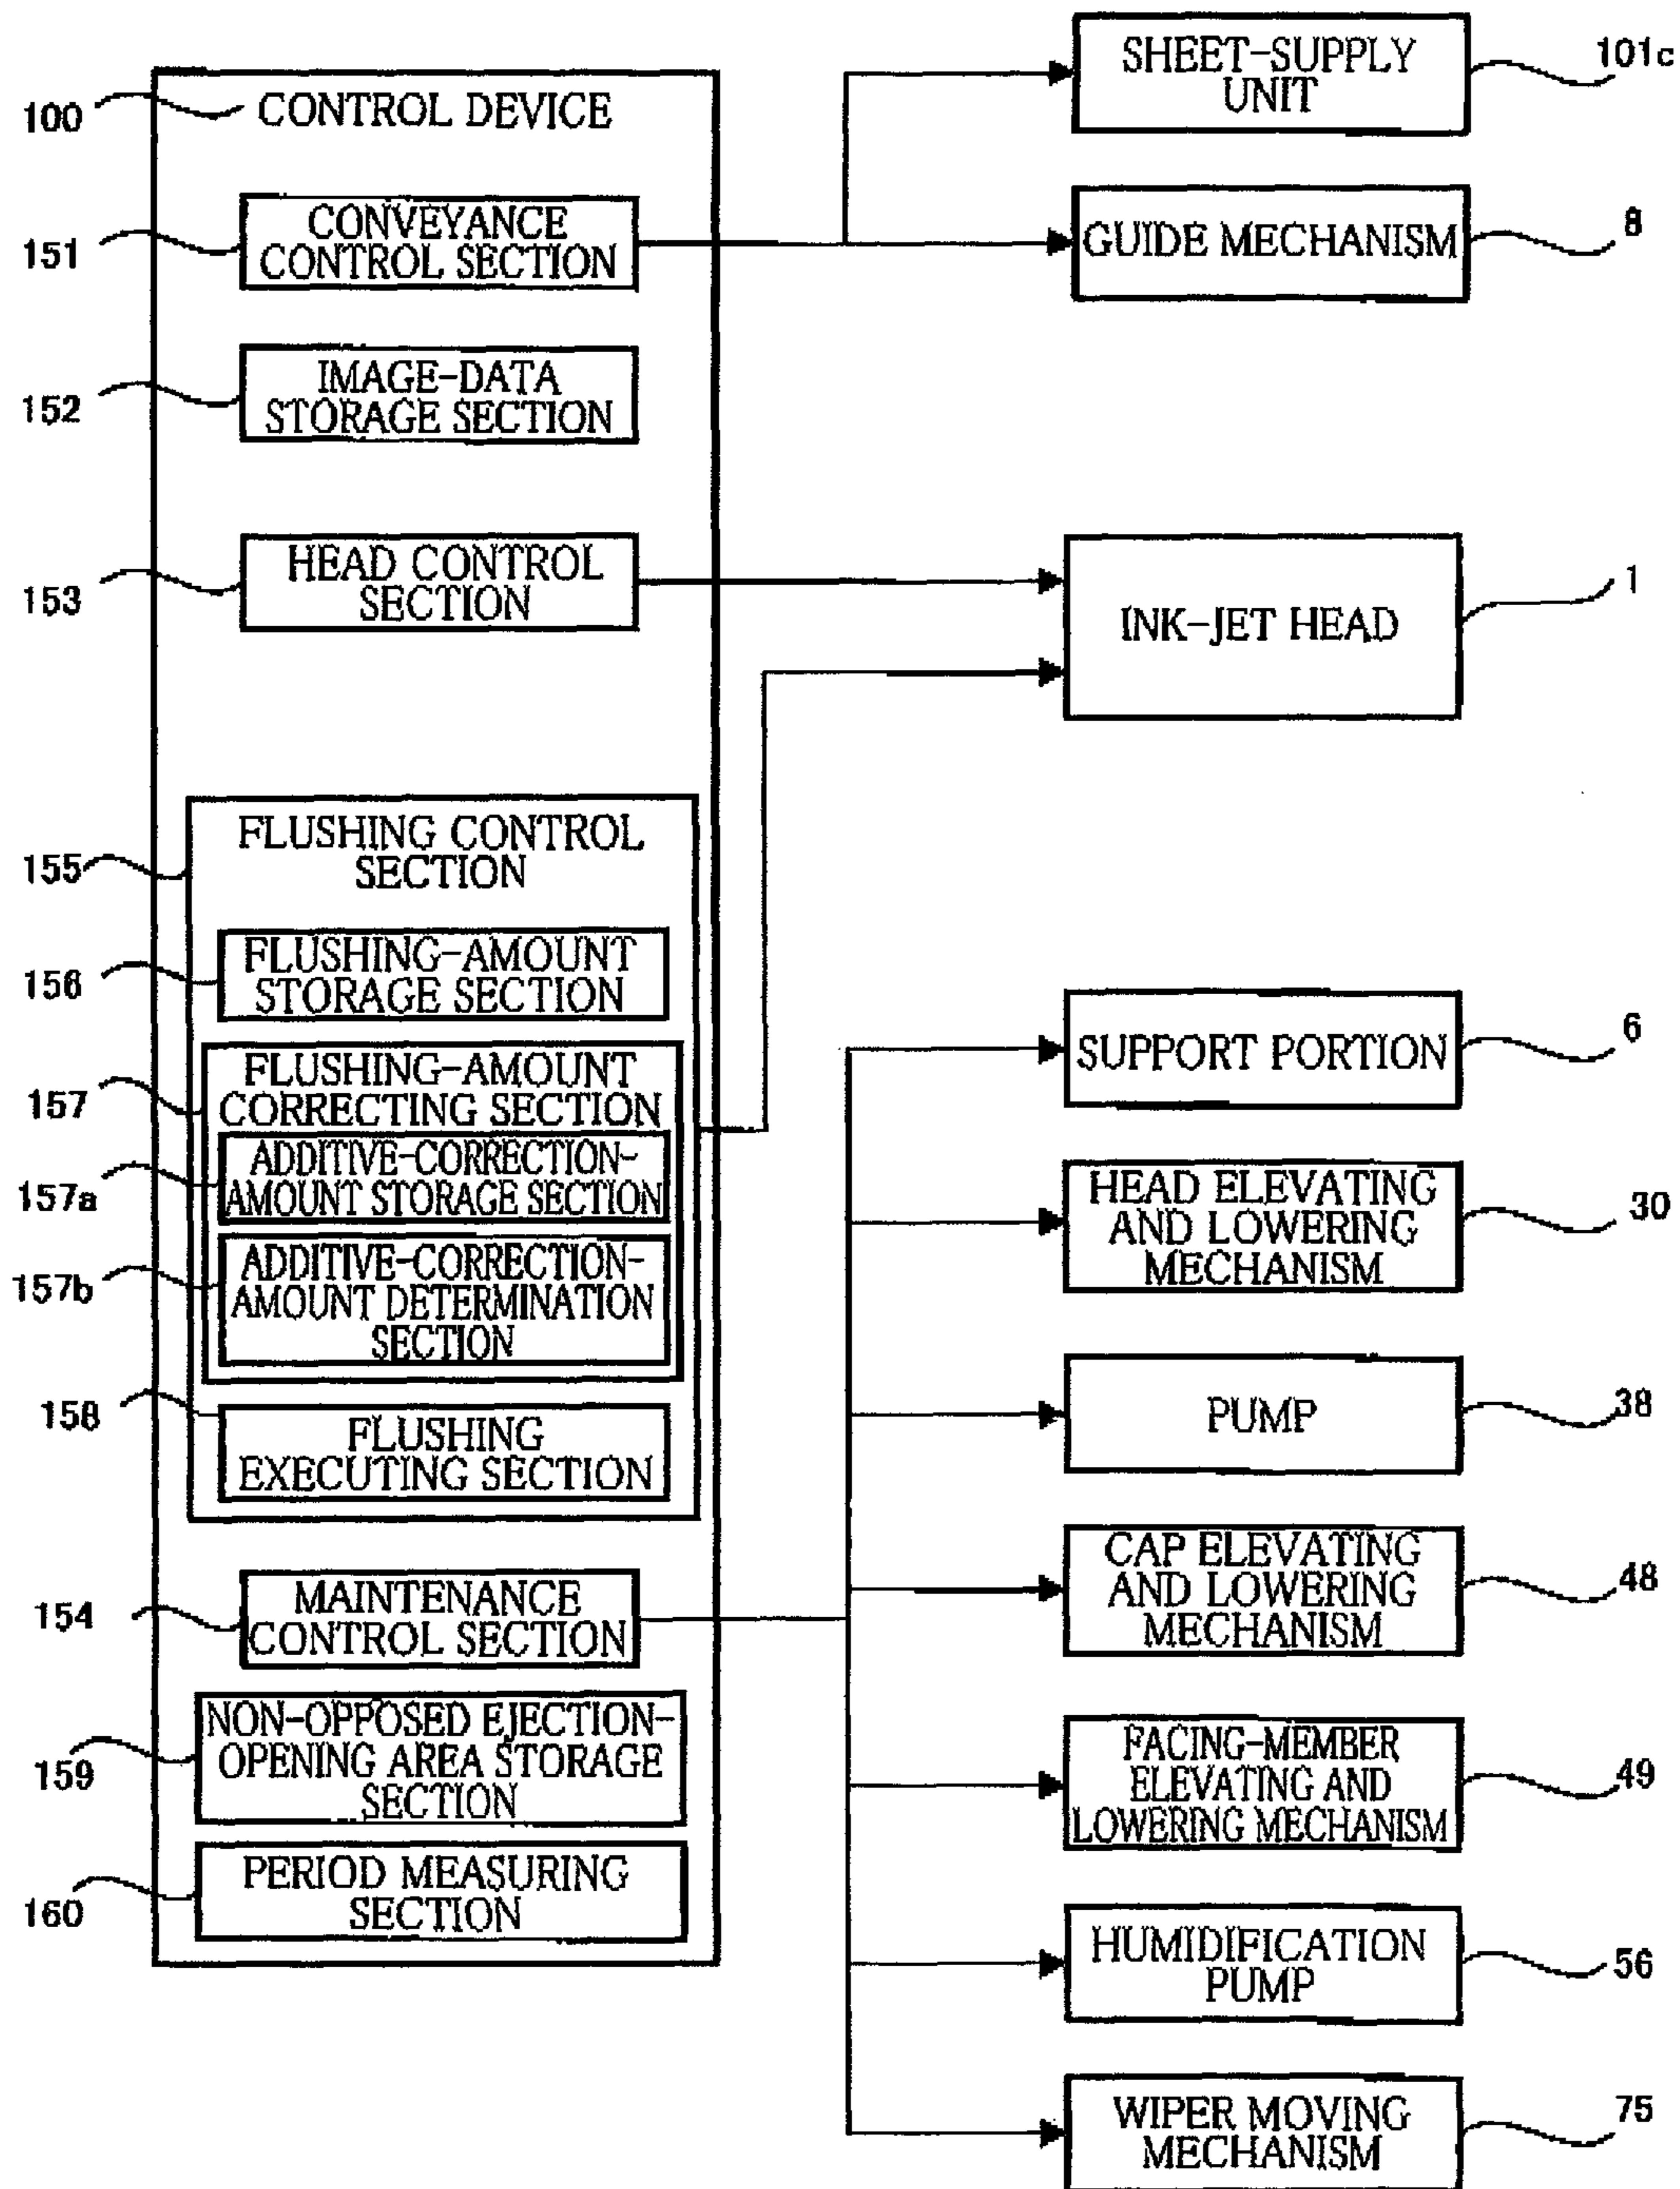 100
CONTROL DEVICE
151
CONVEYANCE
CONTROL SECTION
152
IMAGE-DATA
STORAGE SECTION
153
HEAD CONTROL
SECTION
155
FLUSHING CONTROL
SECTION
156
FLUSHING-AMOUNT
STORAGE SECTION
157
FLUSHING-AMOUNT
CORRECTING SECTION
157a
ADDITIVE-CORRECTION-
AMOUNT STORAGE SECTION
157b
ADDITIVE-CORRECTION-
AMOUNT DETERMINATION
SECTION
158
FLUSHING
EXECUTING SECTION
154
MAINTENANCE
CONTROL SECTION
159
NON-OPPOSED EJECTION-
OPENING AREA STORAGE
SECTION
160
PERIOD MEASURING
SECTION
SHEET-SUPPLY
UNIT
101c
GUIDE MECHANISM
8
INK-JET HEAD
1
SUPPORT PORTION
6
HEAD ELEVATING
AND LOWERING
MECHANISM
30
PUMP
38
CAP ELEVATING
AND LOWERING
MECHANISM
48
FACING-MEMBER
ELEVATING AND
LOWERING MECHANISM
49
HUMIDIFICATION
PUMP
56
WIPER MOVING
MECHANISM
75